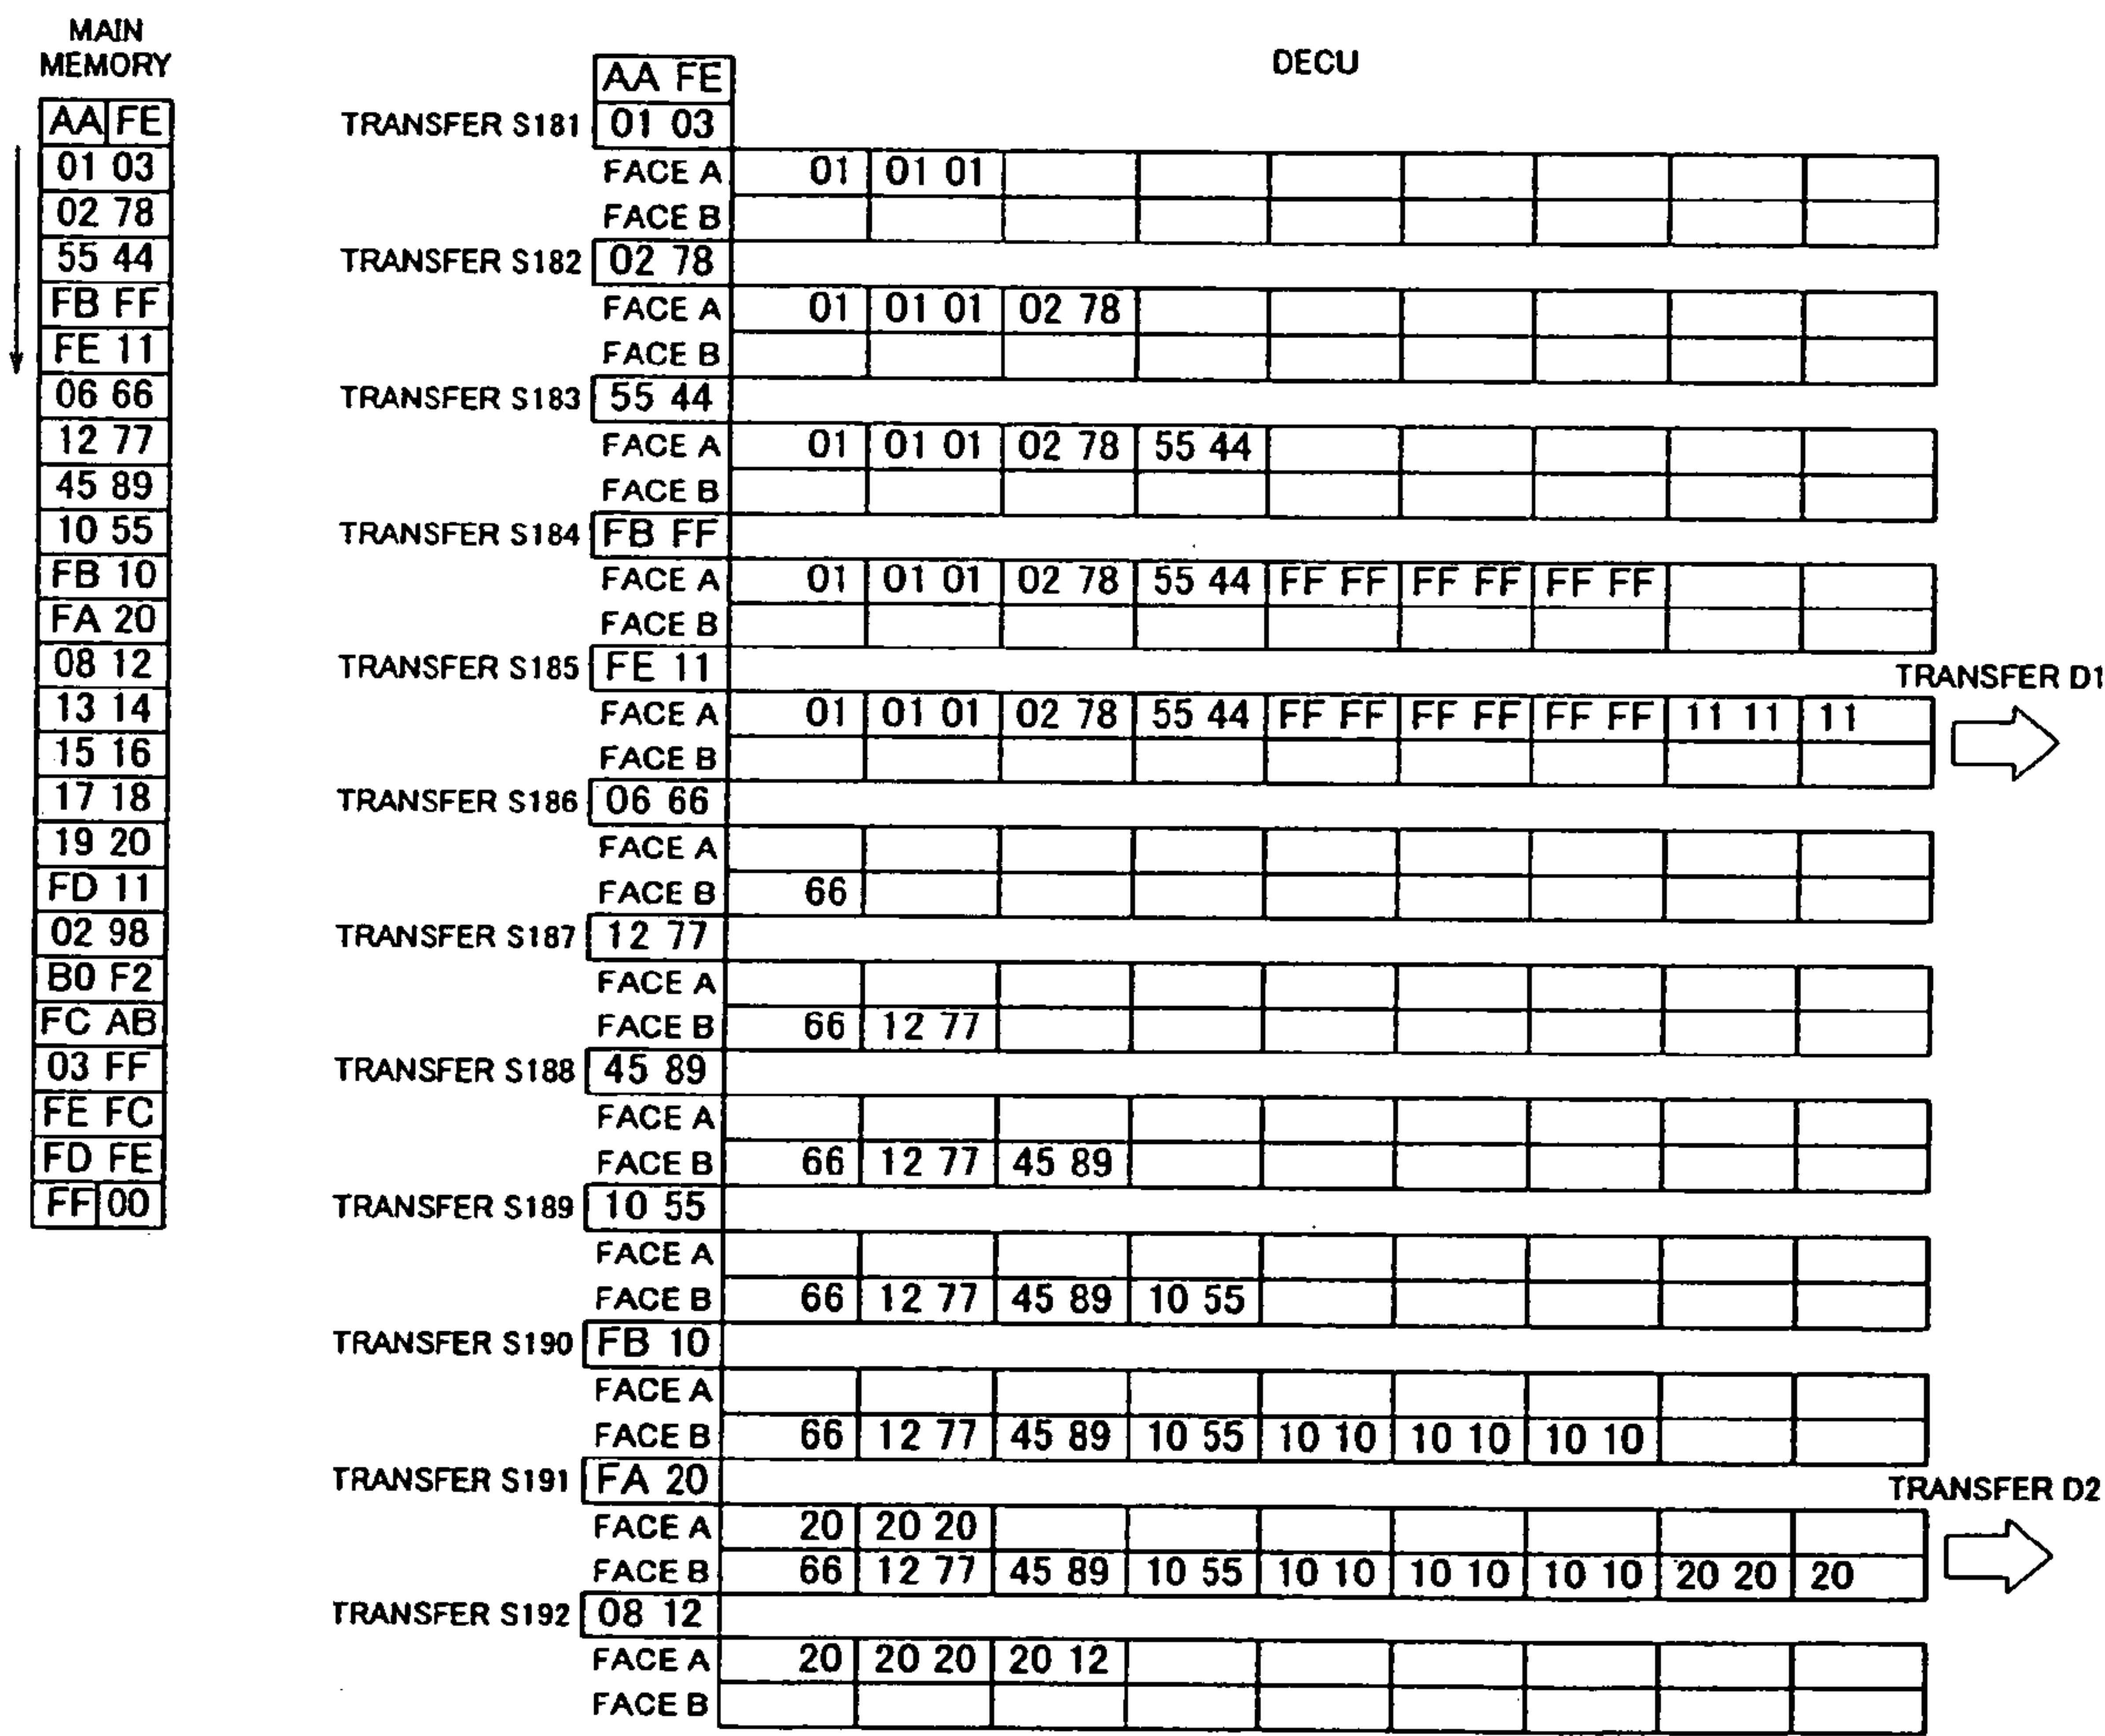 MAIN
MEMORY
AA FE
01 03
02 78
55 44
FB FF
FE 11
06 66
12 77
45 89
10 55
FB 10
FA 20
08 12
13 14
15 16
17 18
19 20
FD 11
02 98
B0 F2
FC AB
03 FF
FE FC
FD FE
FF 00
DECU
AA FE
TRANSFER S181 01 03
FACE A 01 01 01
FACE B
TRANSFER S182 02 78
FACE A 01 01 01 02 78
FACE B
TRANSFER S183 55 44
FACE A 01 01 01 02 78 55 44
FACE B
TRANSFER S184 FB FF
FACE A 01 01 01 02 78 55 44 FF FF FF FF FF FF
FACE B
TRANSFER S185 FE 11
TRANSFER D1
FACE A 01 01 01 02 78 55 44 FF FF FF FF FF FF 11 11 11
FACE B
TRANSFER S186 06 66
FACE A
FACE B 66
TRANSFER S187 12 77
FACE A
FACE B 66 12 77
TRANSFER S188 45 89
FACE A
FACE B 66 12 77 45 89
TRANSFER S189 10 55
FACE A
FACE B 66 12 77 45 89 10 55
TRANSFER S190 FB 10
FACE A
FACE B 66 12 77 45 89 10 55 10 10 10 10 10 10
TRANSFER S191 FA 20
TRANSFER D2
FACE A 20 20 20
FACE B 66 12 77 45 89 10 55 10 10 10 10 10 10 20 20 20
TRANSFER S192 08 12
FACE A 20 20 20 20 12
FACE B